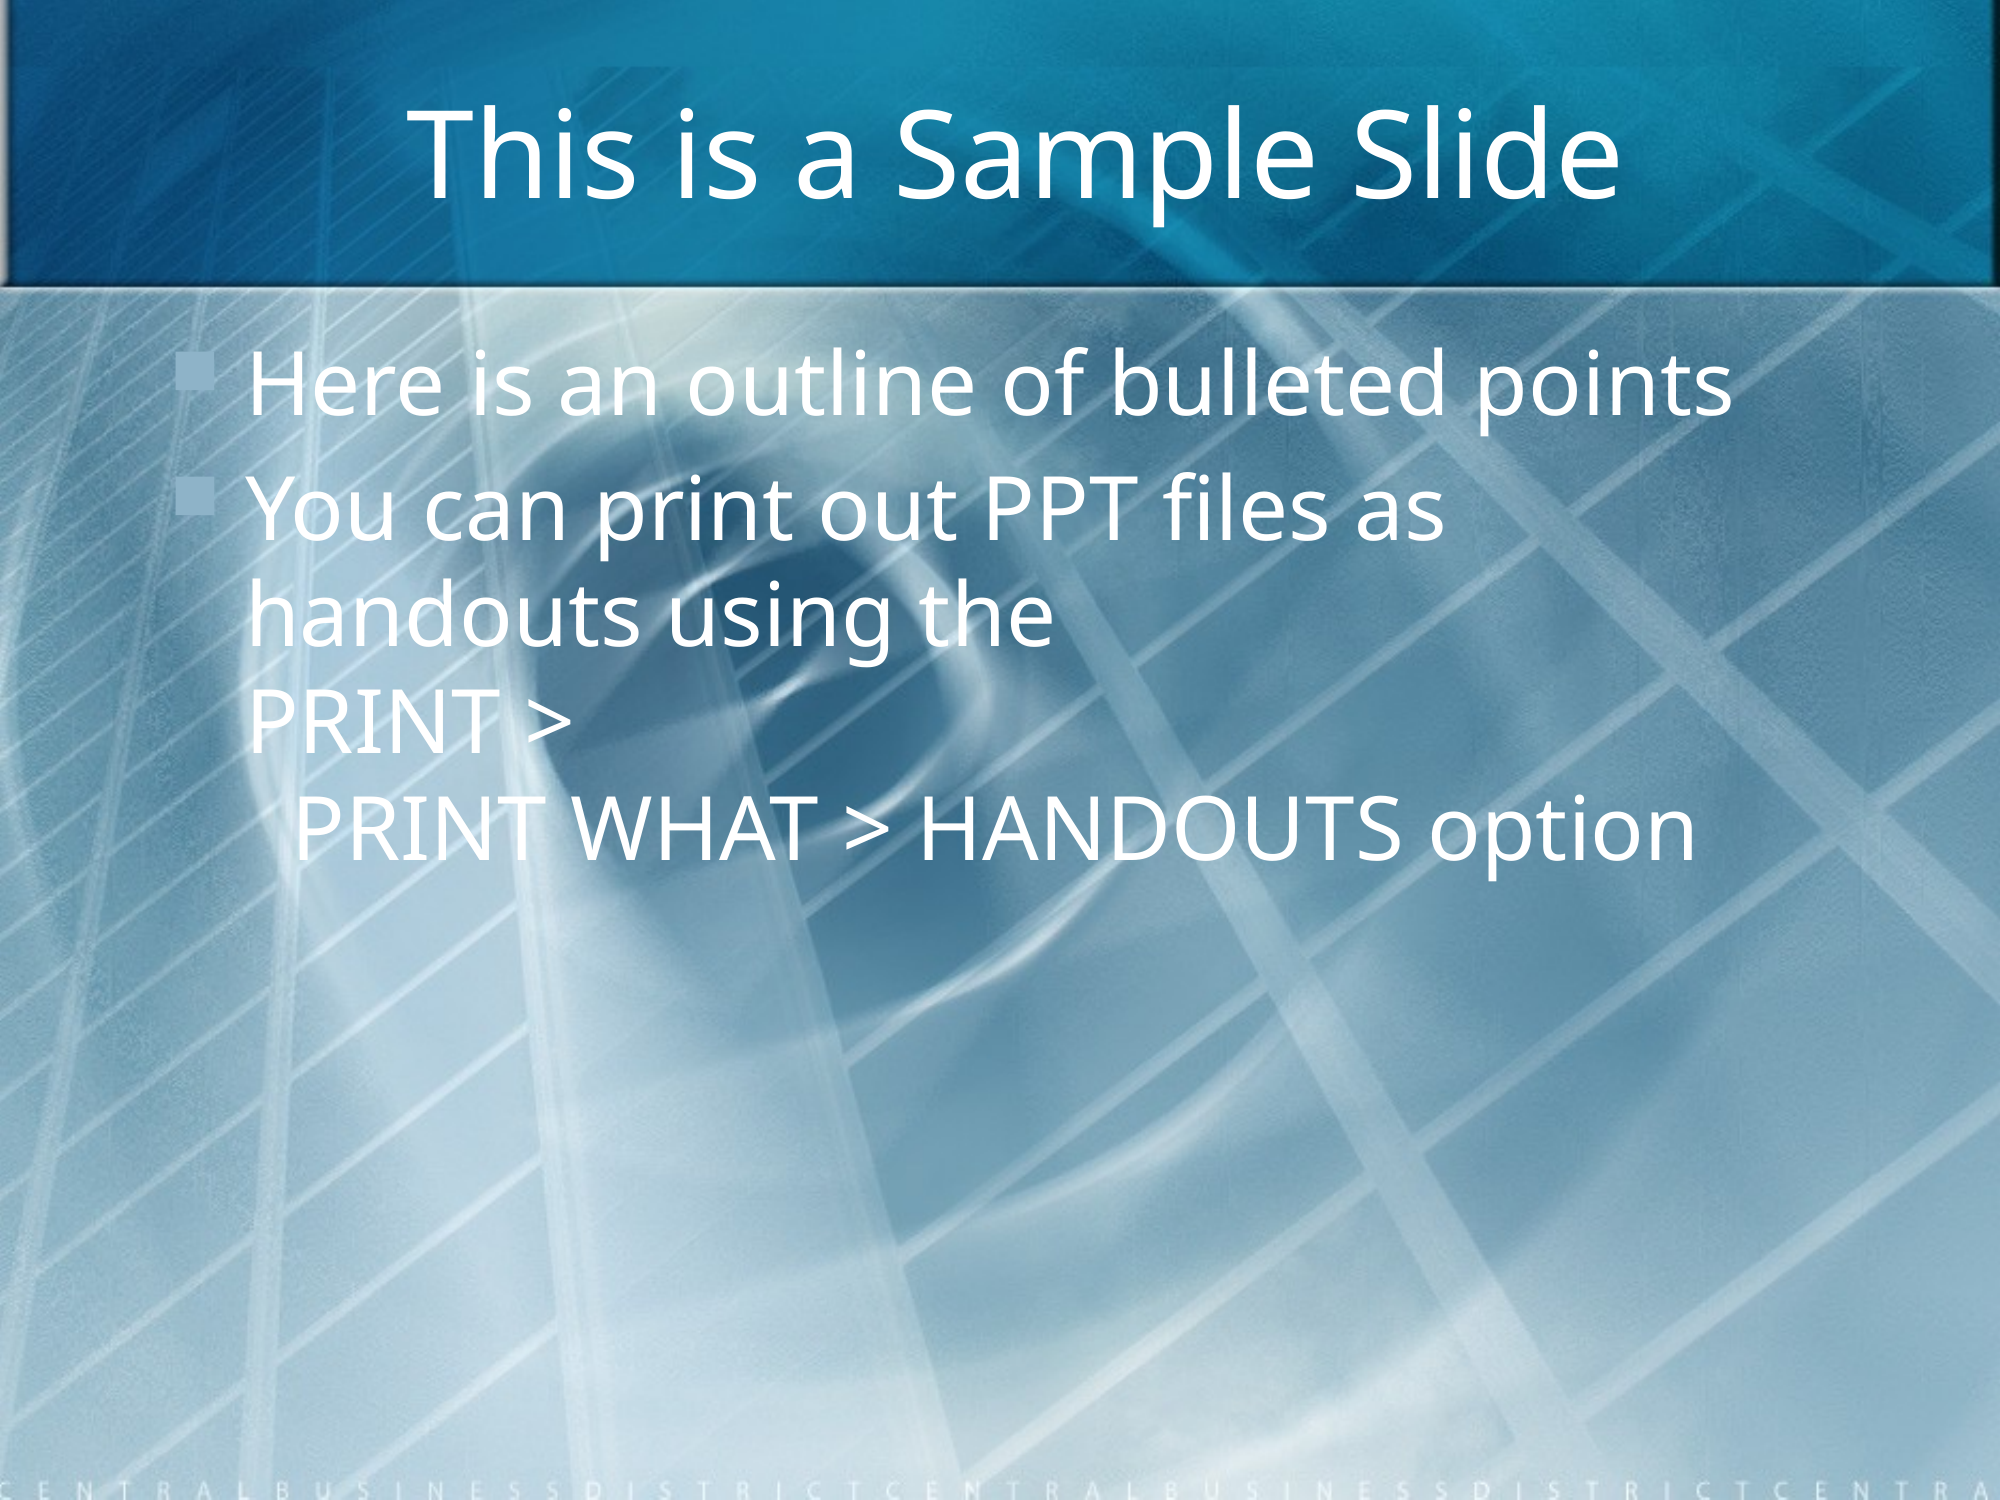 This is a Sample Slide
Here is an outline of bulleted points
You can print out PPT files as
handouts using the
PRINT >
PRINT WHAT > HANDOUTS option
CENTRALBUSINESSDISTRICTCENTRALBUSINESSDISTRICTCENTRA